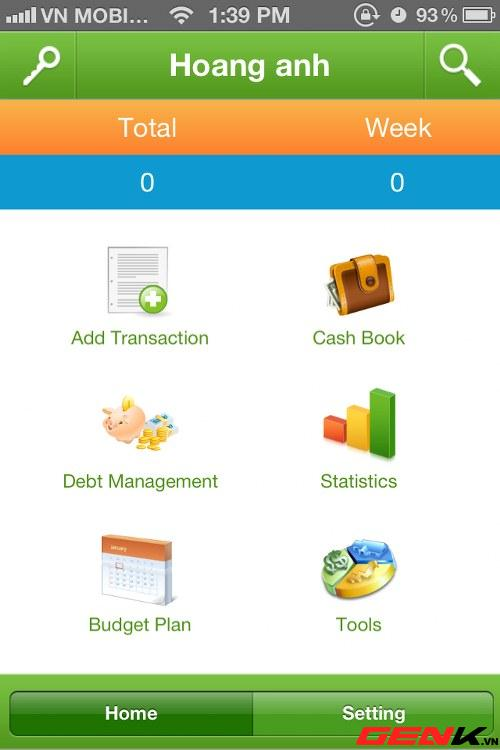 VN MOBI... 1:39 PM 93%
Hoang anh
Total Week
0 0
Add Transaction Cash Book
Debt Management Statistics
January
Budget Plan Tools
Home Setting
GENK.VN